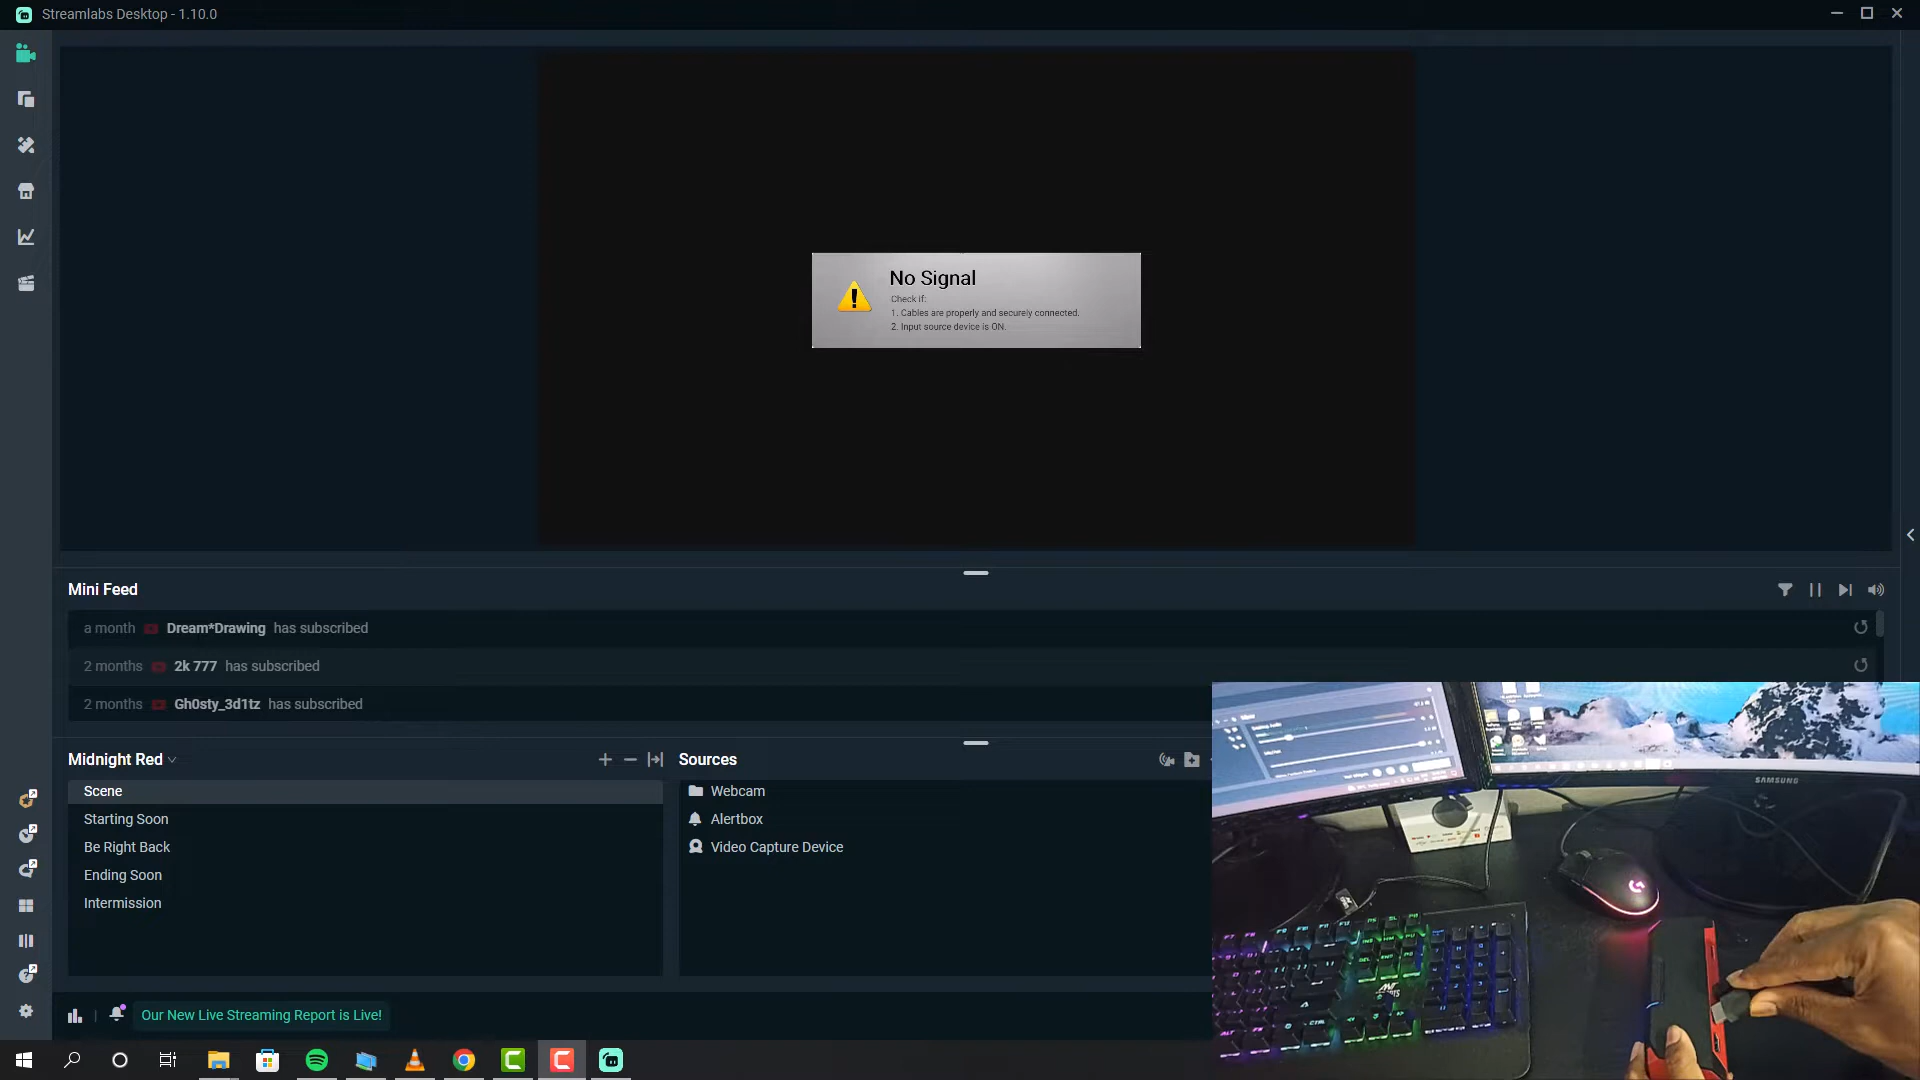 Streamlabs Desktop - 1.10.0
No Signal
Check if:
1. Cables are properly and securely connected.
2. Input source device is ON.
Mini Feed
a month Dream*Drawing has subscribed
2 months 2k 777 has subscribed
2 months Gh0sty_3d1tz has subscribed
Midnight Red
Scene
Starting Soon
Be Right Back
Ending Soon
Intermission
Sources
Webcam
Alertbox
Video Capture Device
Our New Live Streaming Report is Live!
SAMSUNG